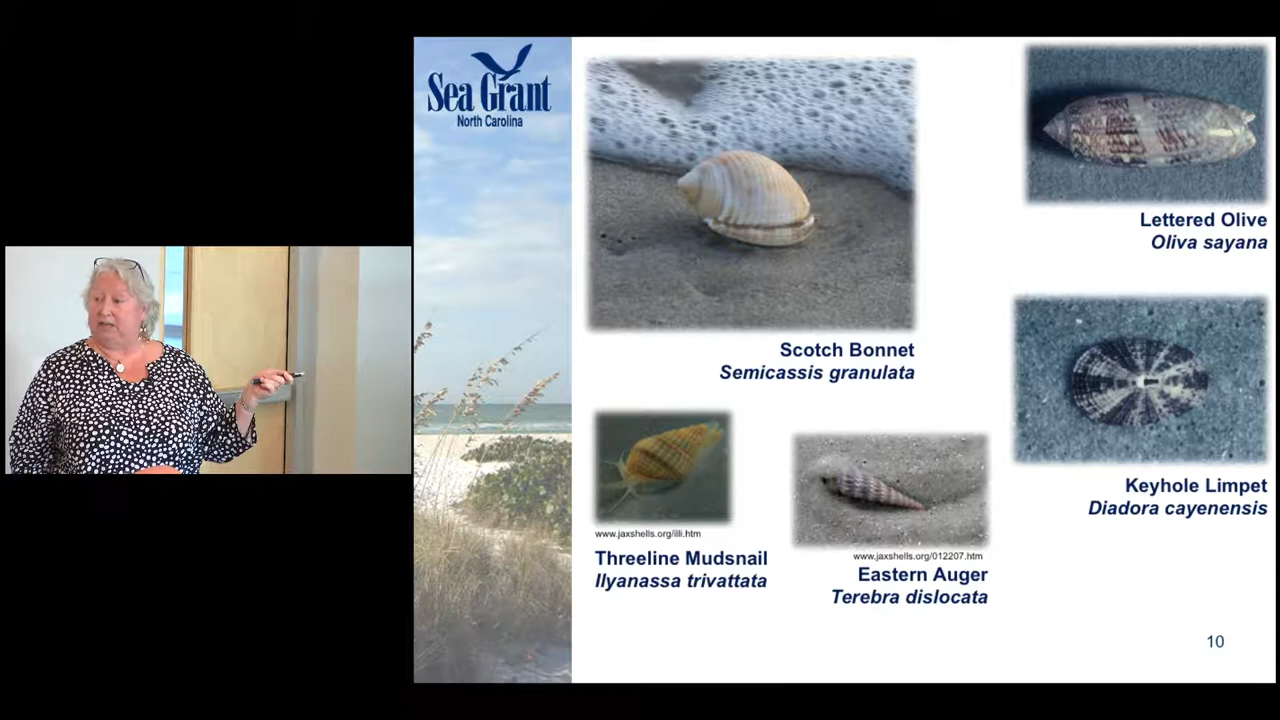 Sea Grant
North Carolina
Scotch Bonnet
Semicassis granulata
Lettered Olive
Oliva sayana
Keyhole Limpet
Diadora cayenensis
www.jaxshells.org/illi.htm
Threeline Mudsnail
Ilyanassa trivattata
www.jaxshells.org/012207.htm
Eastern Auger
Terebra dislocata
10